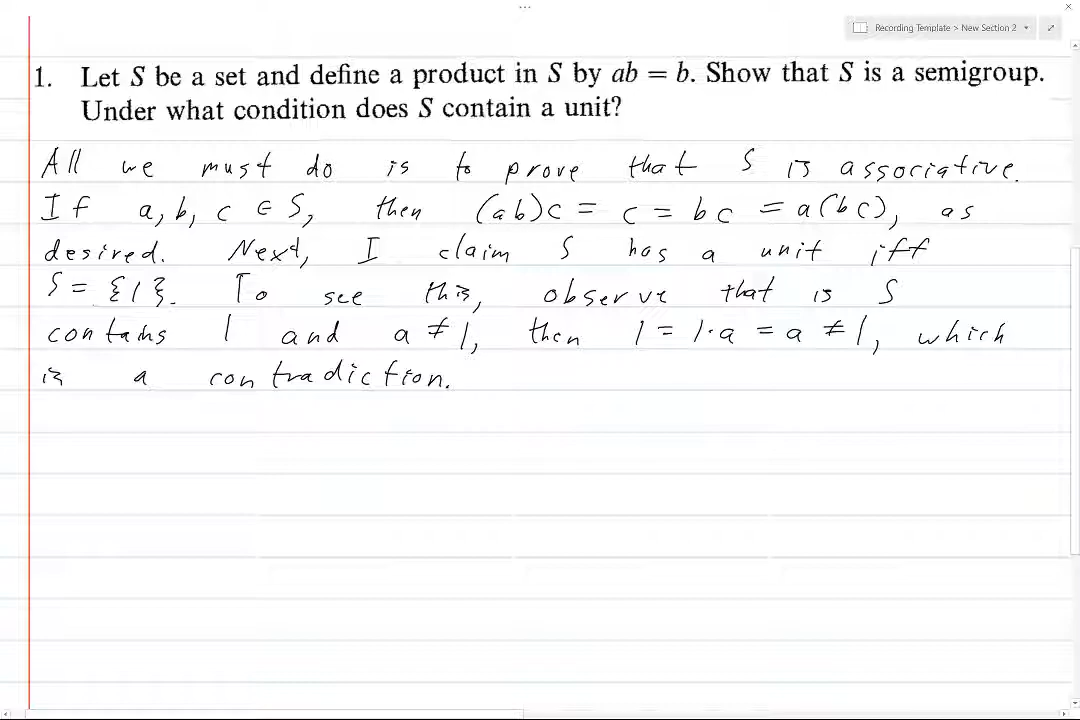 Recording Template > New Section 2
1. Let S be a set and define a product in S by ab = b. Show that S is a semigroup.
Under what condition does S contain a unit?
All we must do is to prove that S is associative.
If a, b, c ∈ S, then (ab)c = c = bc = a(bc), as
desired. Next, I claim S has a unit iff
S = {1}. To see this, observe that is S
contains 1 and a ≠ 1, then 1 = 1·a = a ≠ 1, which
is a contradiction.